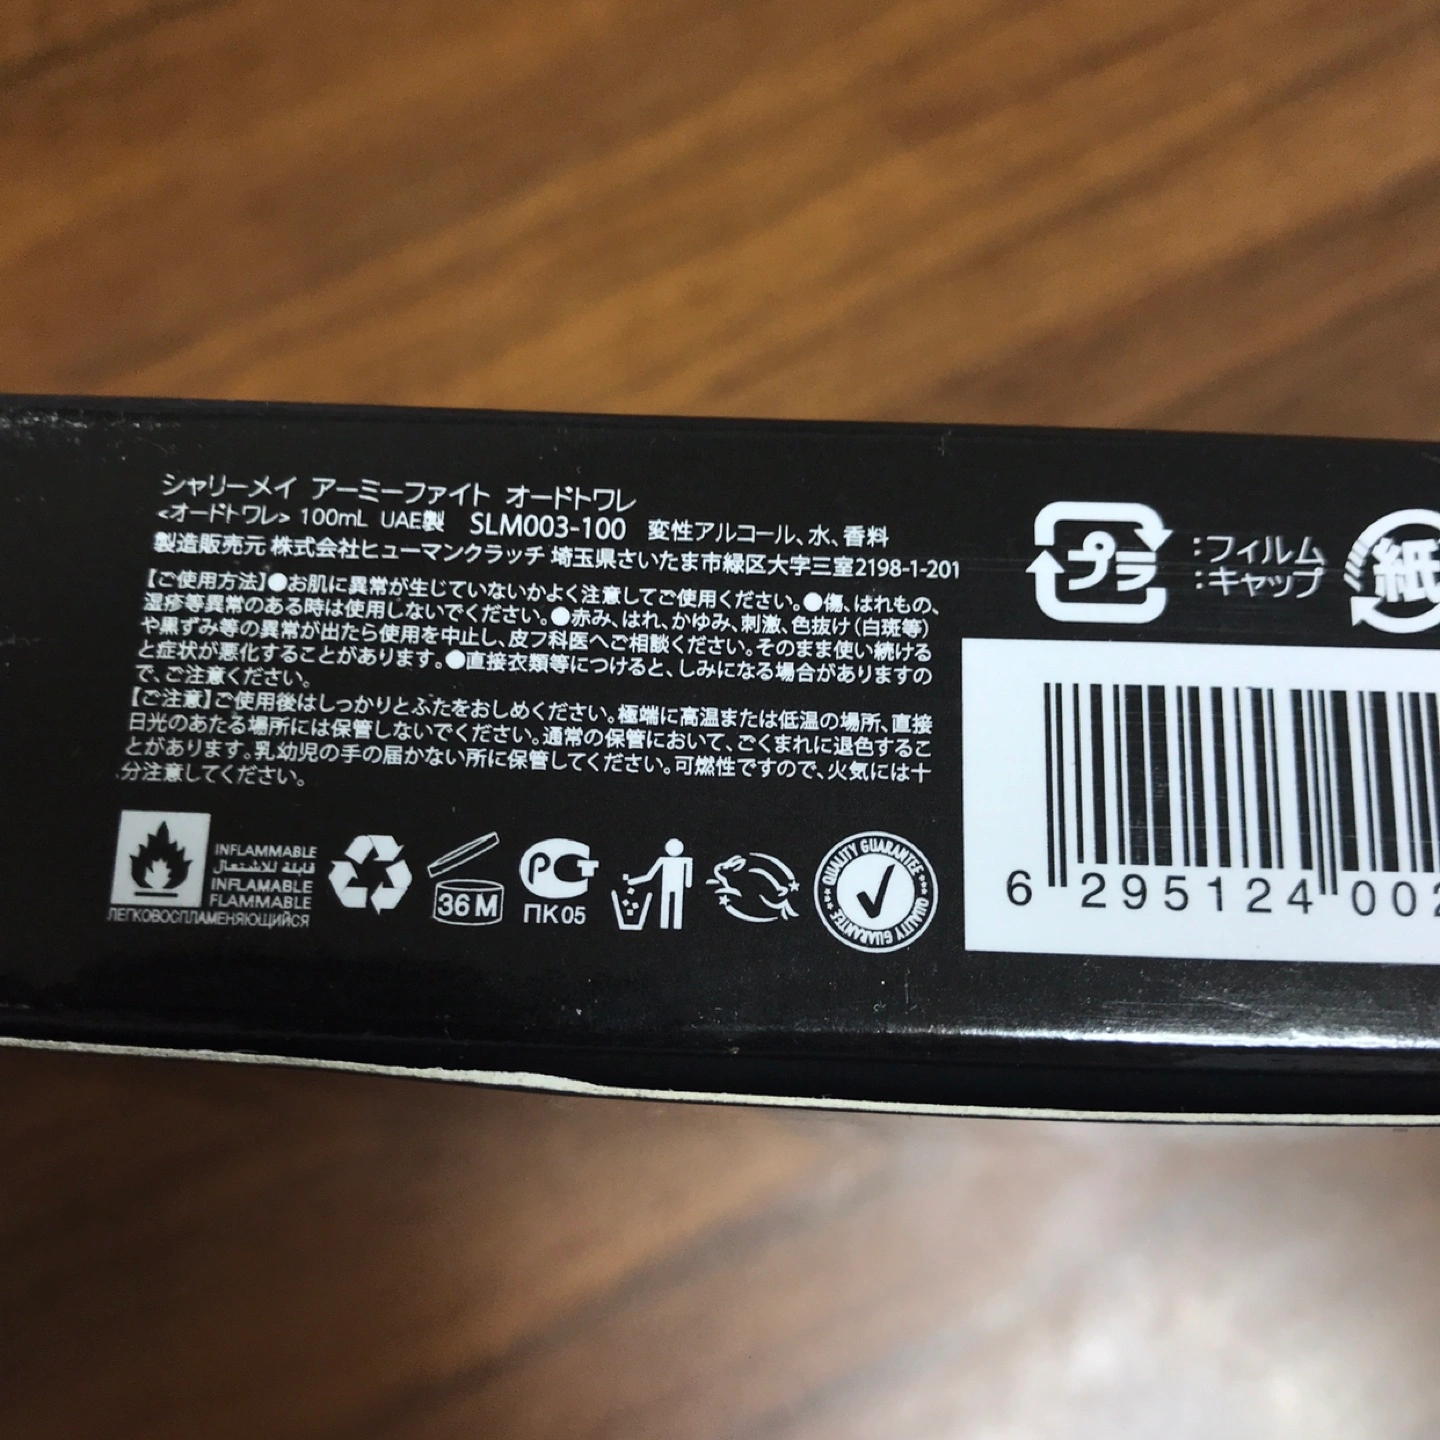 シャリーメイ アーミーファイト オードトワレ
<オードトワレ> 100mL UAE製 SLM003-100 変性アルコール、水、香料
製造販売元 株式会社ヒューマンクラッチ 埼玉県さいたま市緑区大字三室2198-1-201
【ご使用方法】●お肌に異常が生じていないかよく注意してご使用ください。●傷、はれもの、
湿疹等異常のある時は使用しないでください。●赤み、はれ、かゆみ、刺激、色抜け（白斑等）
や黒ずみ等の異常が出たら使用を中止し、皮フ科医へご相談ください。そのまま使い続ける
と症状が悪化することがあります。●直接衣類等につけると、しみになる場合がありますの
で、ご注意ください。
【ご注意】ご使用後はしっかりとふたをおしめください。極端に高温または低温の場所、直接
日光のあたる場所には保管しないでください。通常の保管において、ごくまれに退色するこ
とがあります。乳幼児の手の届かない所に保管してください。可燃性ですので、火気には十
分注意してください。
プラ
:フィルム
:キャップ
紙
INFLAMMABLE
قابلة للاشتعال
INFLAMABLE
FLAMMABLE
ЛЕГКОВОСПЛАМЕНЯЮЩИЙСЯ
36 M
РСТ
ПК 05
QUALITY GUARANTEE
QUALITY GUARANTEE
6 295124 002